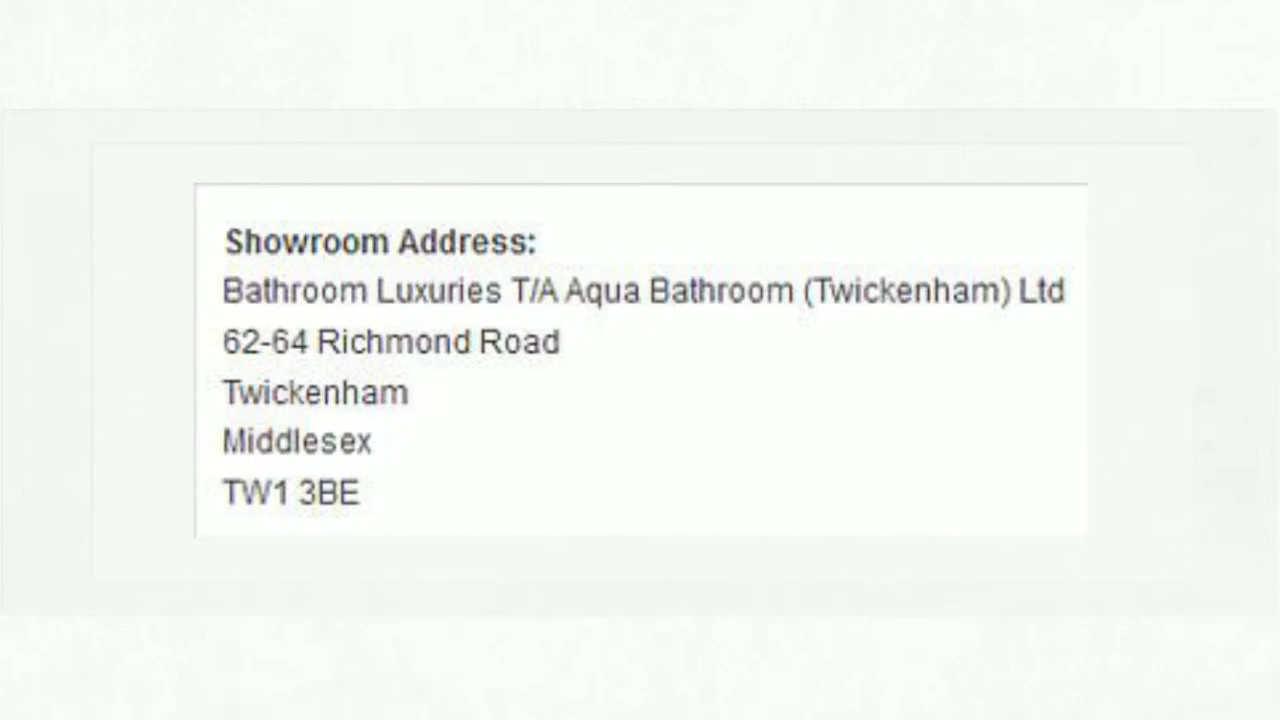 Showroom Address:
Bathroom Luxuries T/A Aqua Bathroom (Twickenham) Ltd
62-64 Richmond Road
Twickenham
Middlesex
TW1 3BE